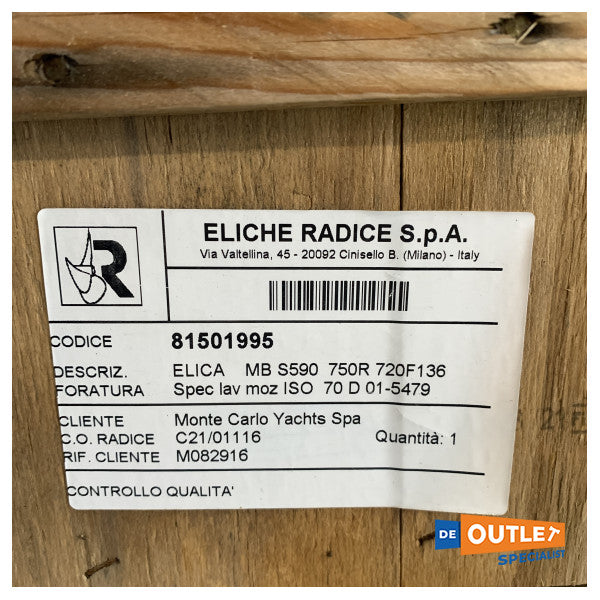 R
ELICHE RADICE S.p.A.
Via Valtellina, 45 - 20092 Cinisello B. (Milano) - Italy
CODICE 81501995
DESCRIZ. ELICA MB S590 750R 720F136
FORATURA Spec lav moz ISO 70 D 01-5479
CLIENTE Monte Carlo Yachts Spa
C.O. RADICE C21/01116 Quantità: 1
RIF. CLIENTE M082916
CONTROLLO QUALITA'
DE OUTLET
SPECIALIST